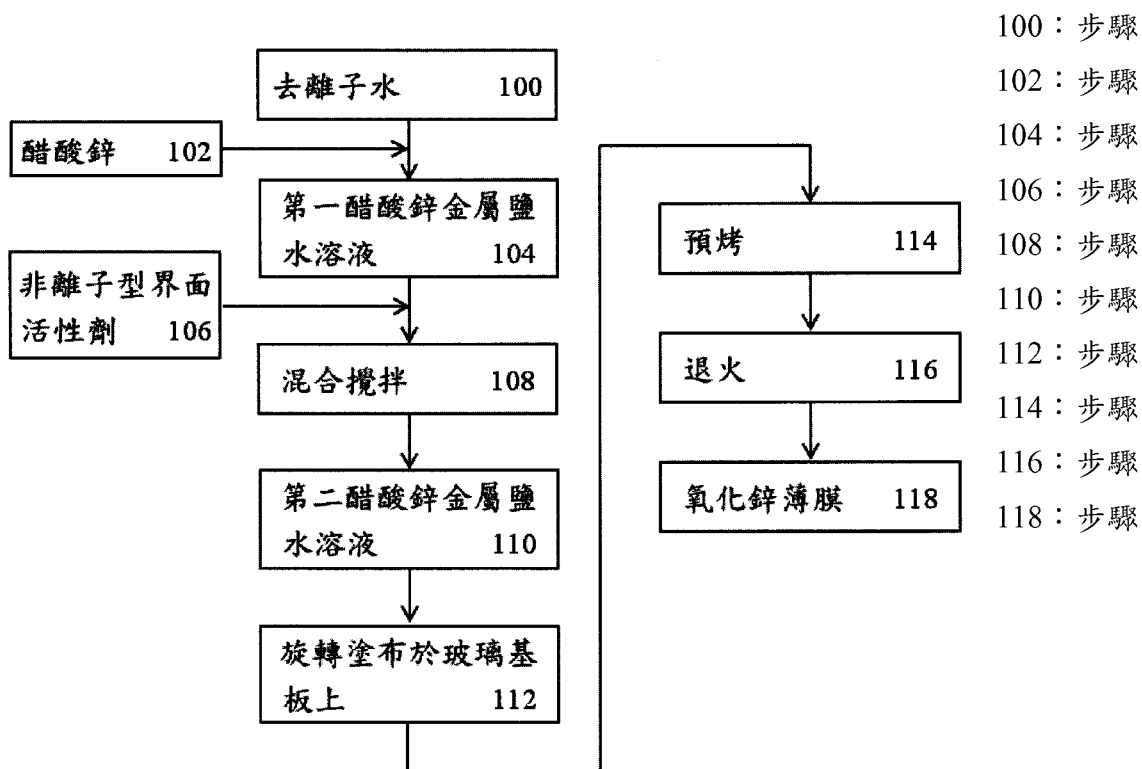 去離子水 100
醋酸鋅 102
第一醋酸鋅金屬鹽
水溶液 104
非離子型界面
活性劑 106
混合攪拌 108
第二醋酸鋅金屬鹽
水溶液 110
旋轉塗布於玻璃基
板上 112
預烤 114
退火 116
氧化鋅薄膜 118
100：步驟
102：步驟
104：步驟
106：步驟
108：步驟
110：步驟
112：步驟
114：步驟
116：步驟
118：步驟